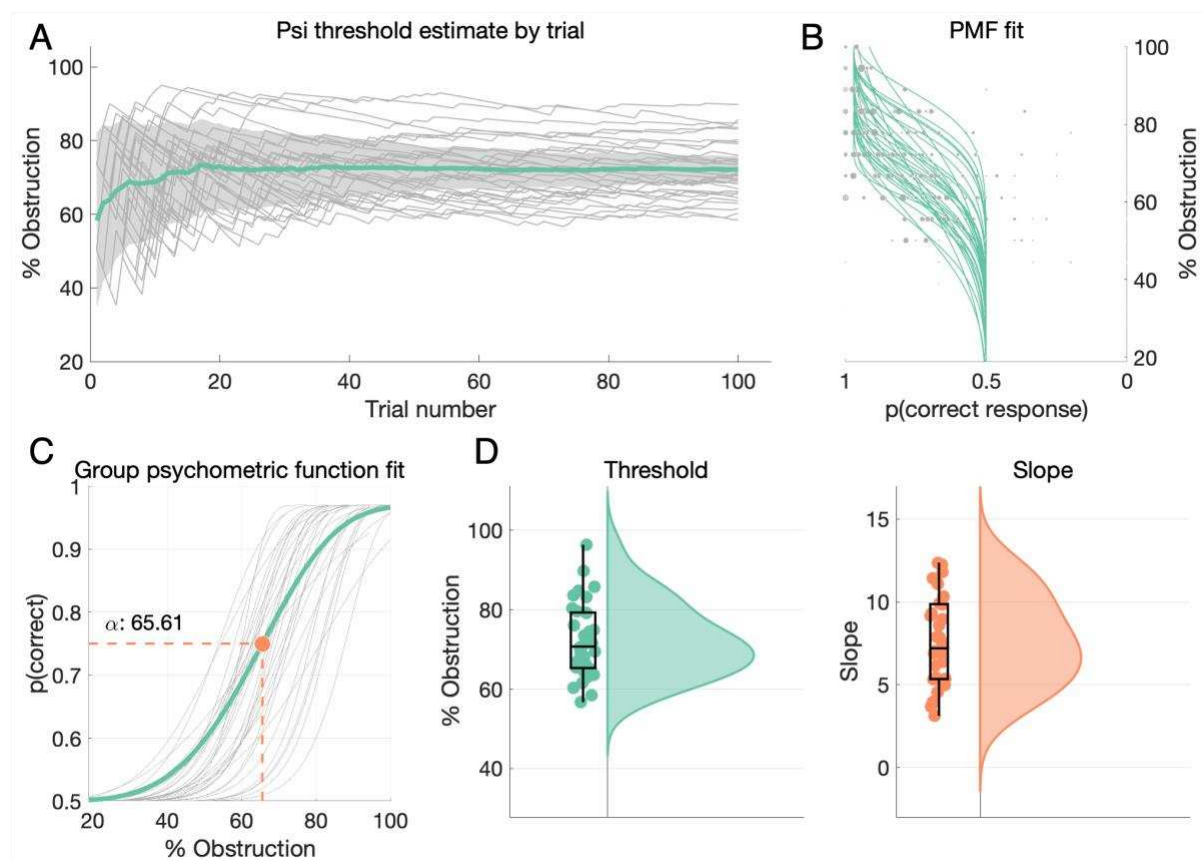 A
Psi threshold estimate by trial
100
80
60
40
20
% Obstruction
0 20 40 60 80 100
Trial number
B
PMF fit
100
80
60
40
20
% Obstruction
1 0.5 0
p(correct response)
C
Group psychometric function fit
1
0.9
0.8
0.7
0.6
0.5
p(correct)
α: 65.61
20 40 60 80 100
% Obstruction
D
Threshold
100
80
60
40
% Obstruction
Slope
15
10
5
0
Slope